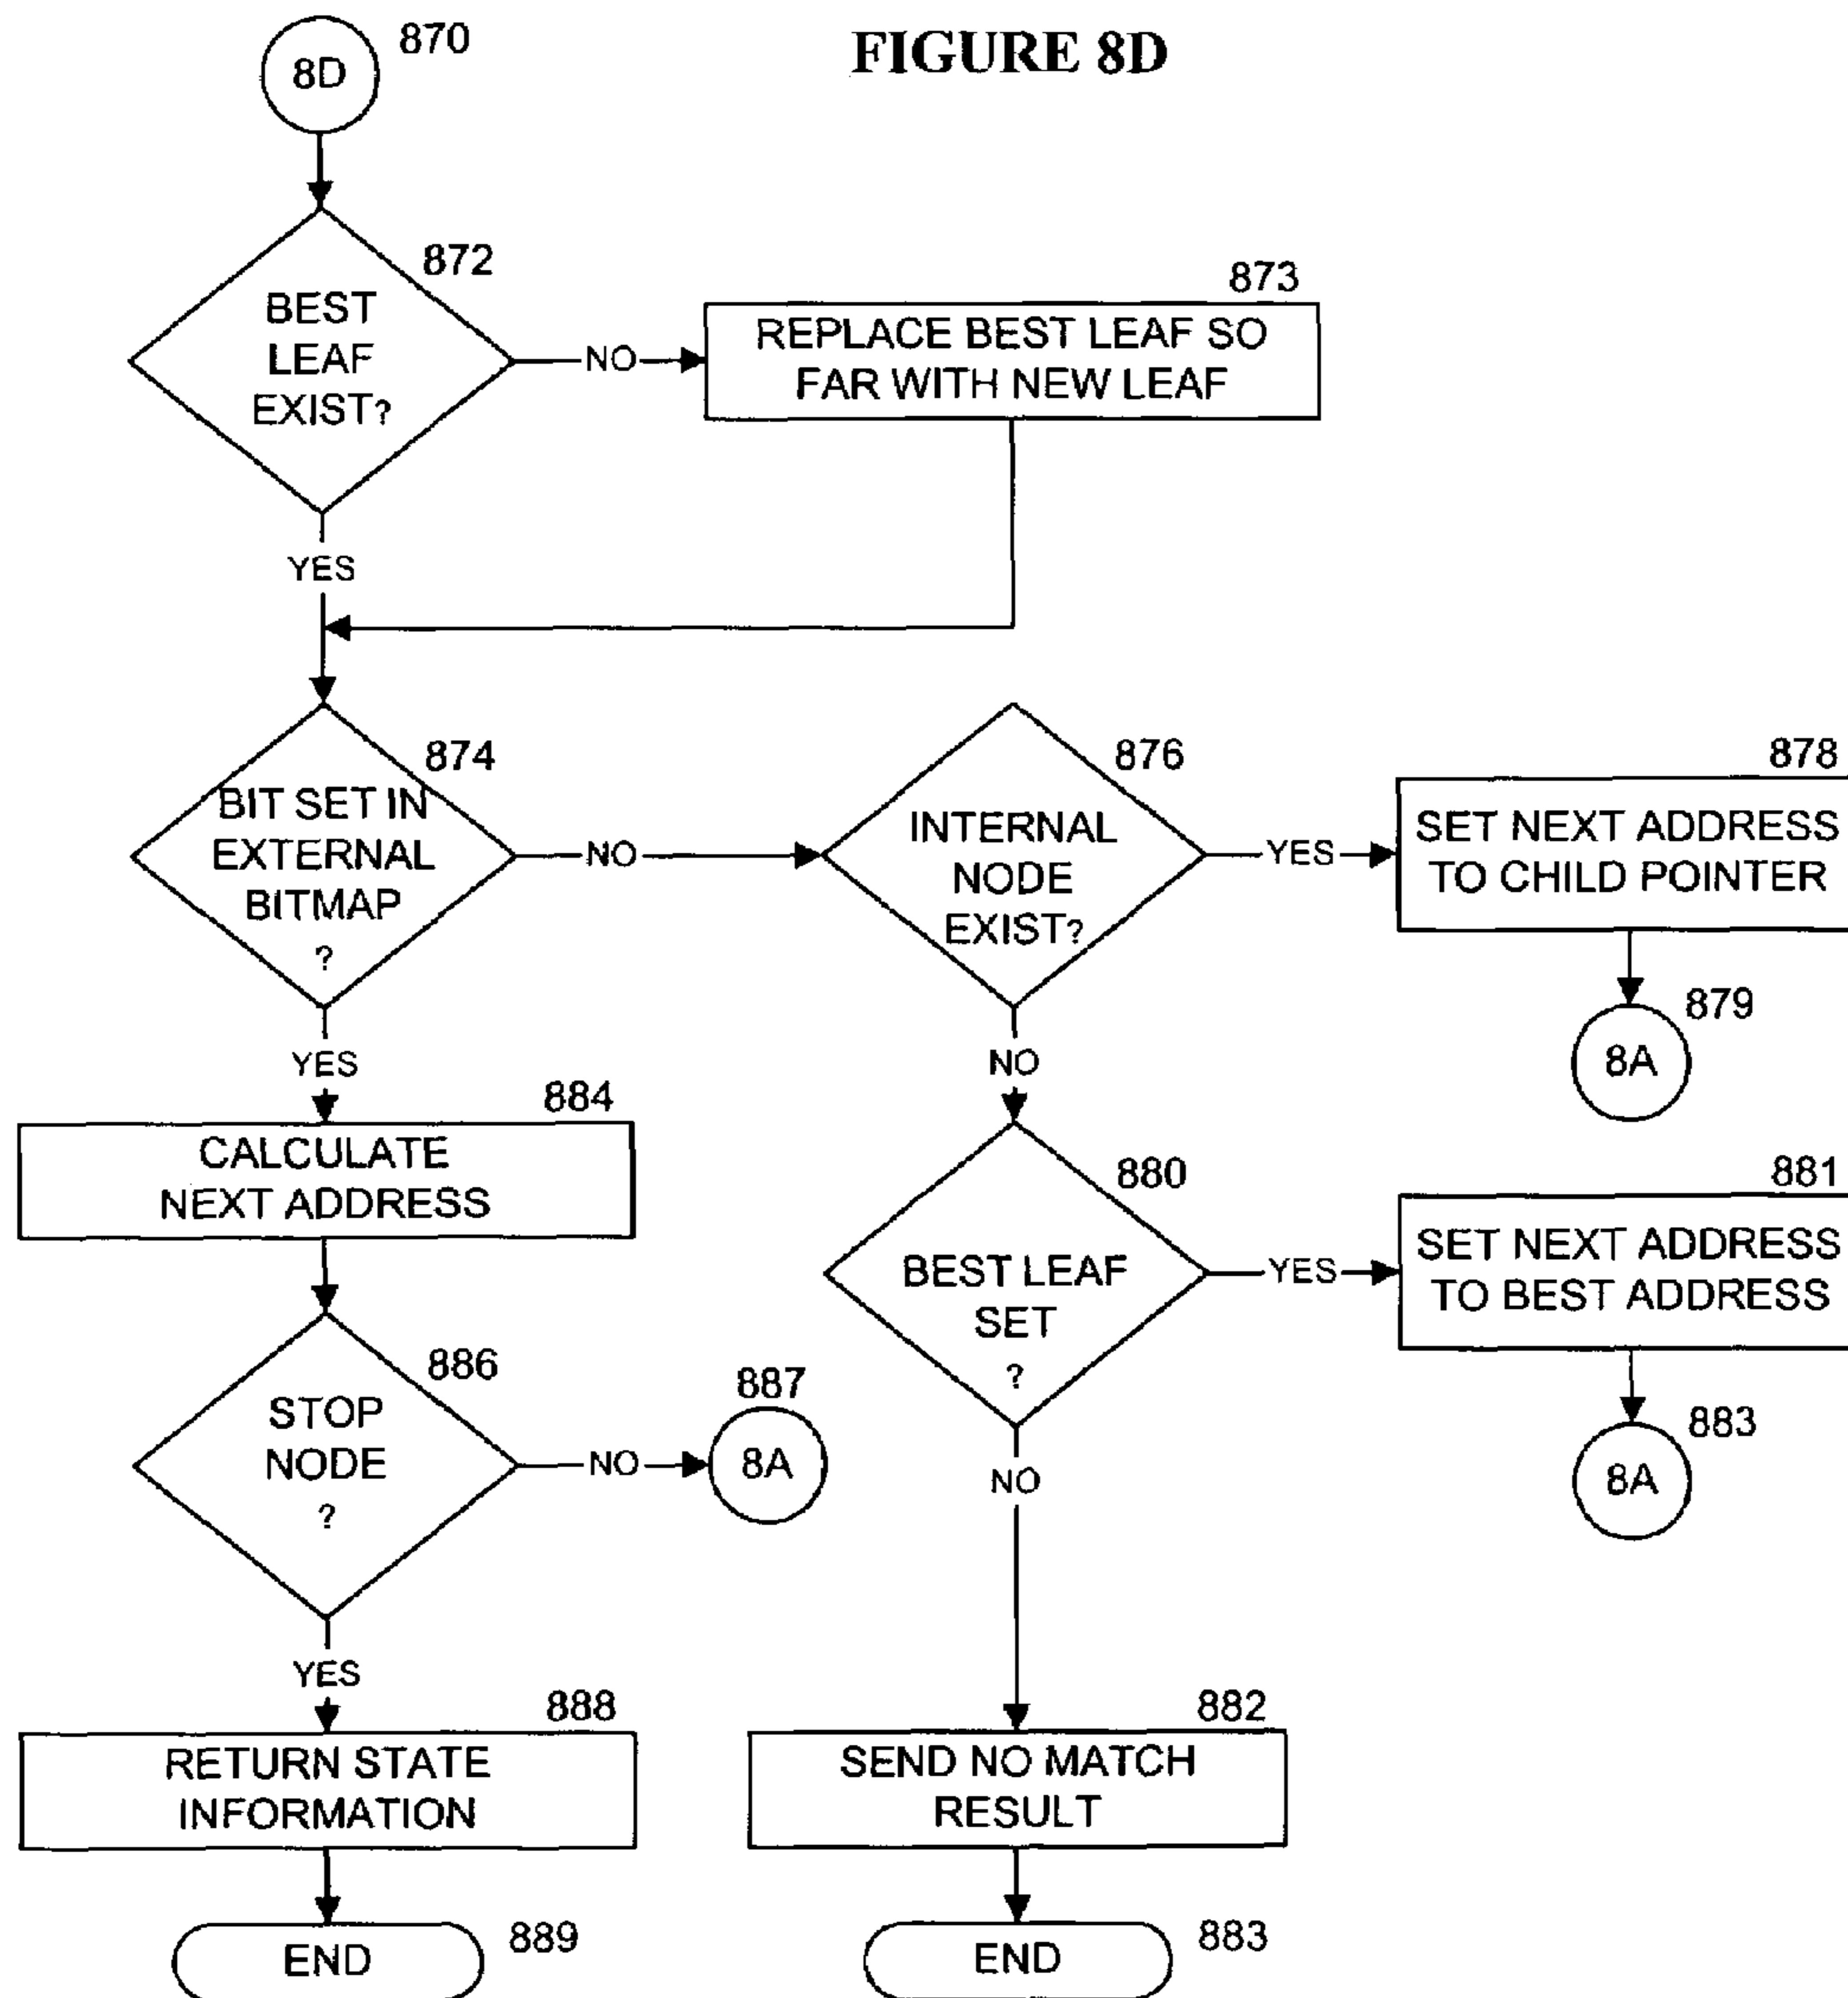 FIGURE 8D
870
8D
872
BEST
LEAF
EXIST?
NO
873
REPLACE BEST LEAF SO
FAR WITH NEW LEAF
YES
874
BIT SET IN
EXTERNAL
BITMAP
?
NO
876
INTERNAL
NODE
EXIST?
YES
878
SET NEXT ADDRESS
TO CHILD POINTER
879
8A
YES
NO
884
CALCULATE
NEXT ADDRESS
880
BEST LEAF
SET
?
YES
881
SET NEXT ADDRESS
TO BEST ADDRESS
883
8A
886
STOP
NODE
?
NO
887
8A
NO
YES
888
RETURN STATE
INFORMATION
882
SEND NO MATCH
RESULT
END
889
END
883